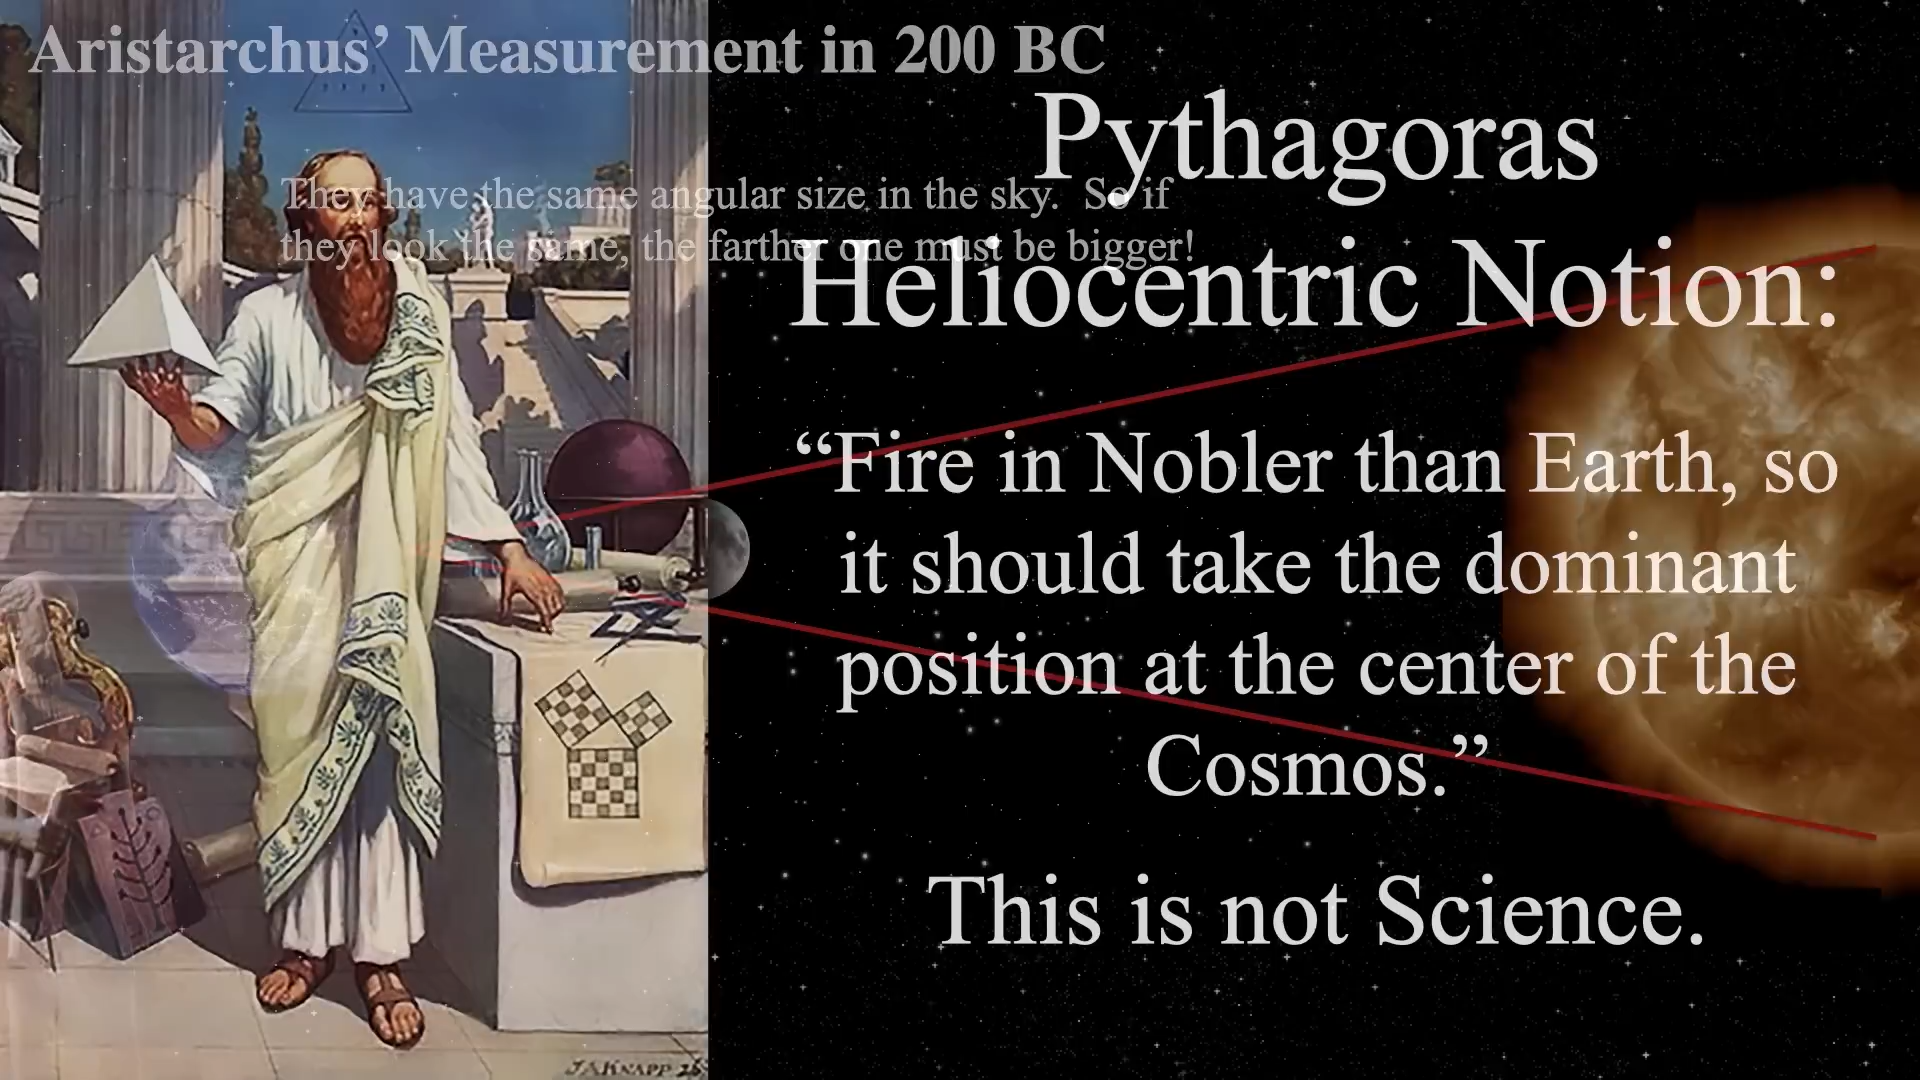 Aristarchus’ Measurement in 200 BC
They have the same angular size in the sky. So if
they look the same, the farther one must be bigger!
Pythagoras
Heliocentric Notion:
“Fire in Nobler than Earth, so
it should take the dominant
position at the center of the
Cosmos.”
This is not Science.
J.A. KNAPP 26